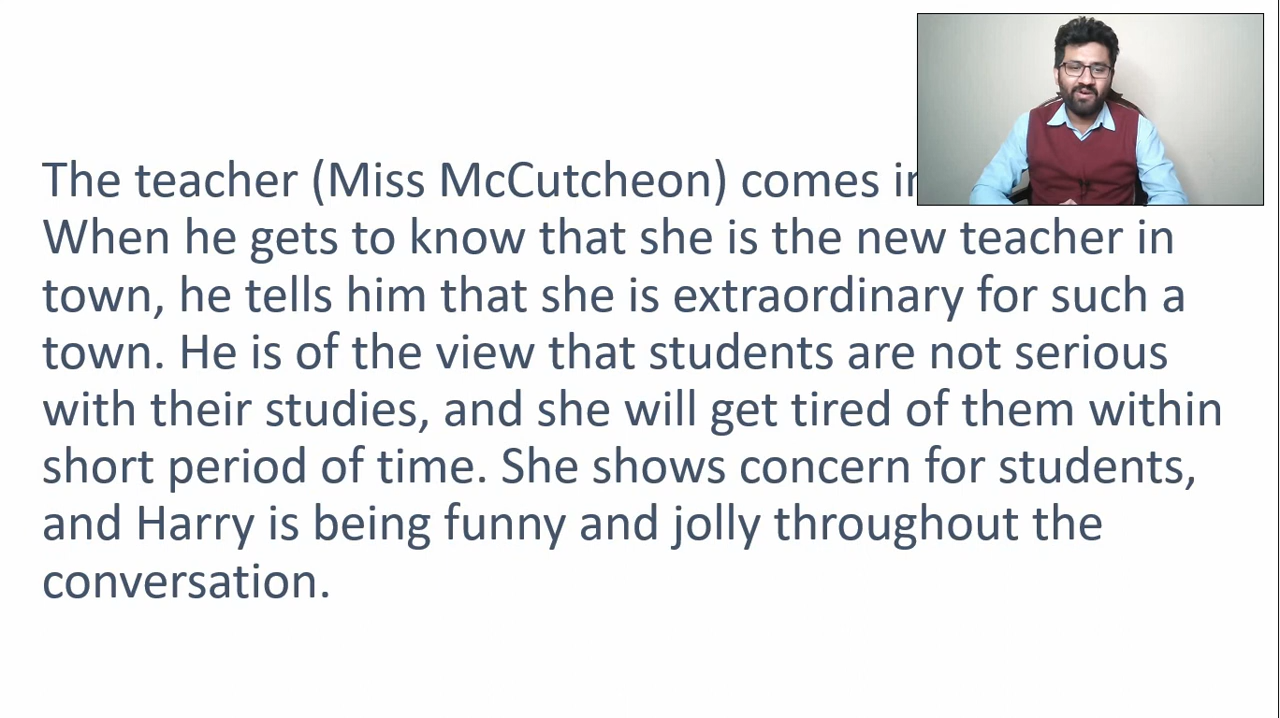 The teacher (Miss McCutcheon) comes
When he gets to know that she is the new teacher in
town, he tells him that she is extraordinary for such a
town. He is of the view that students are not serious
with their studies, and she will get tired of them within
short period of time. She shows concern for students,
and Harry is being funny and jolly throughout the
conversation.